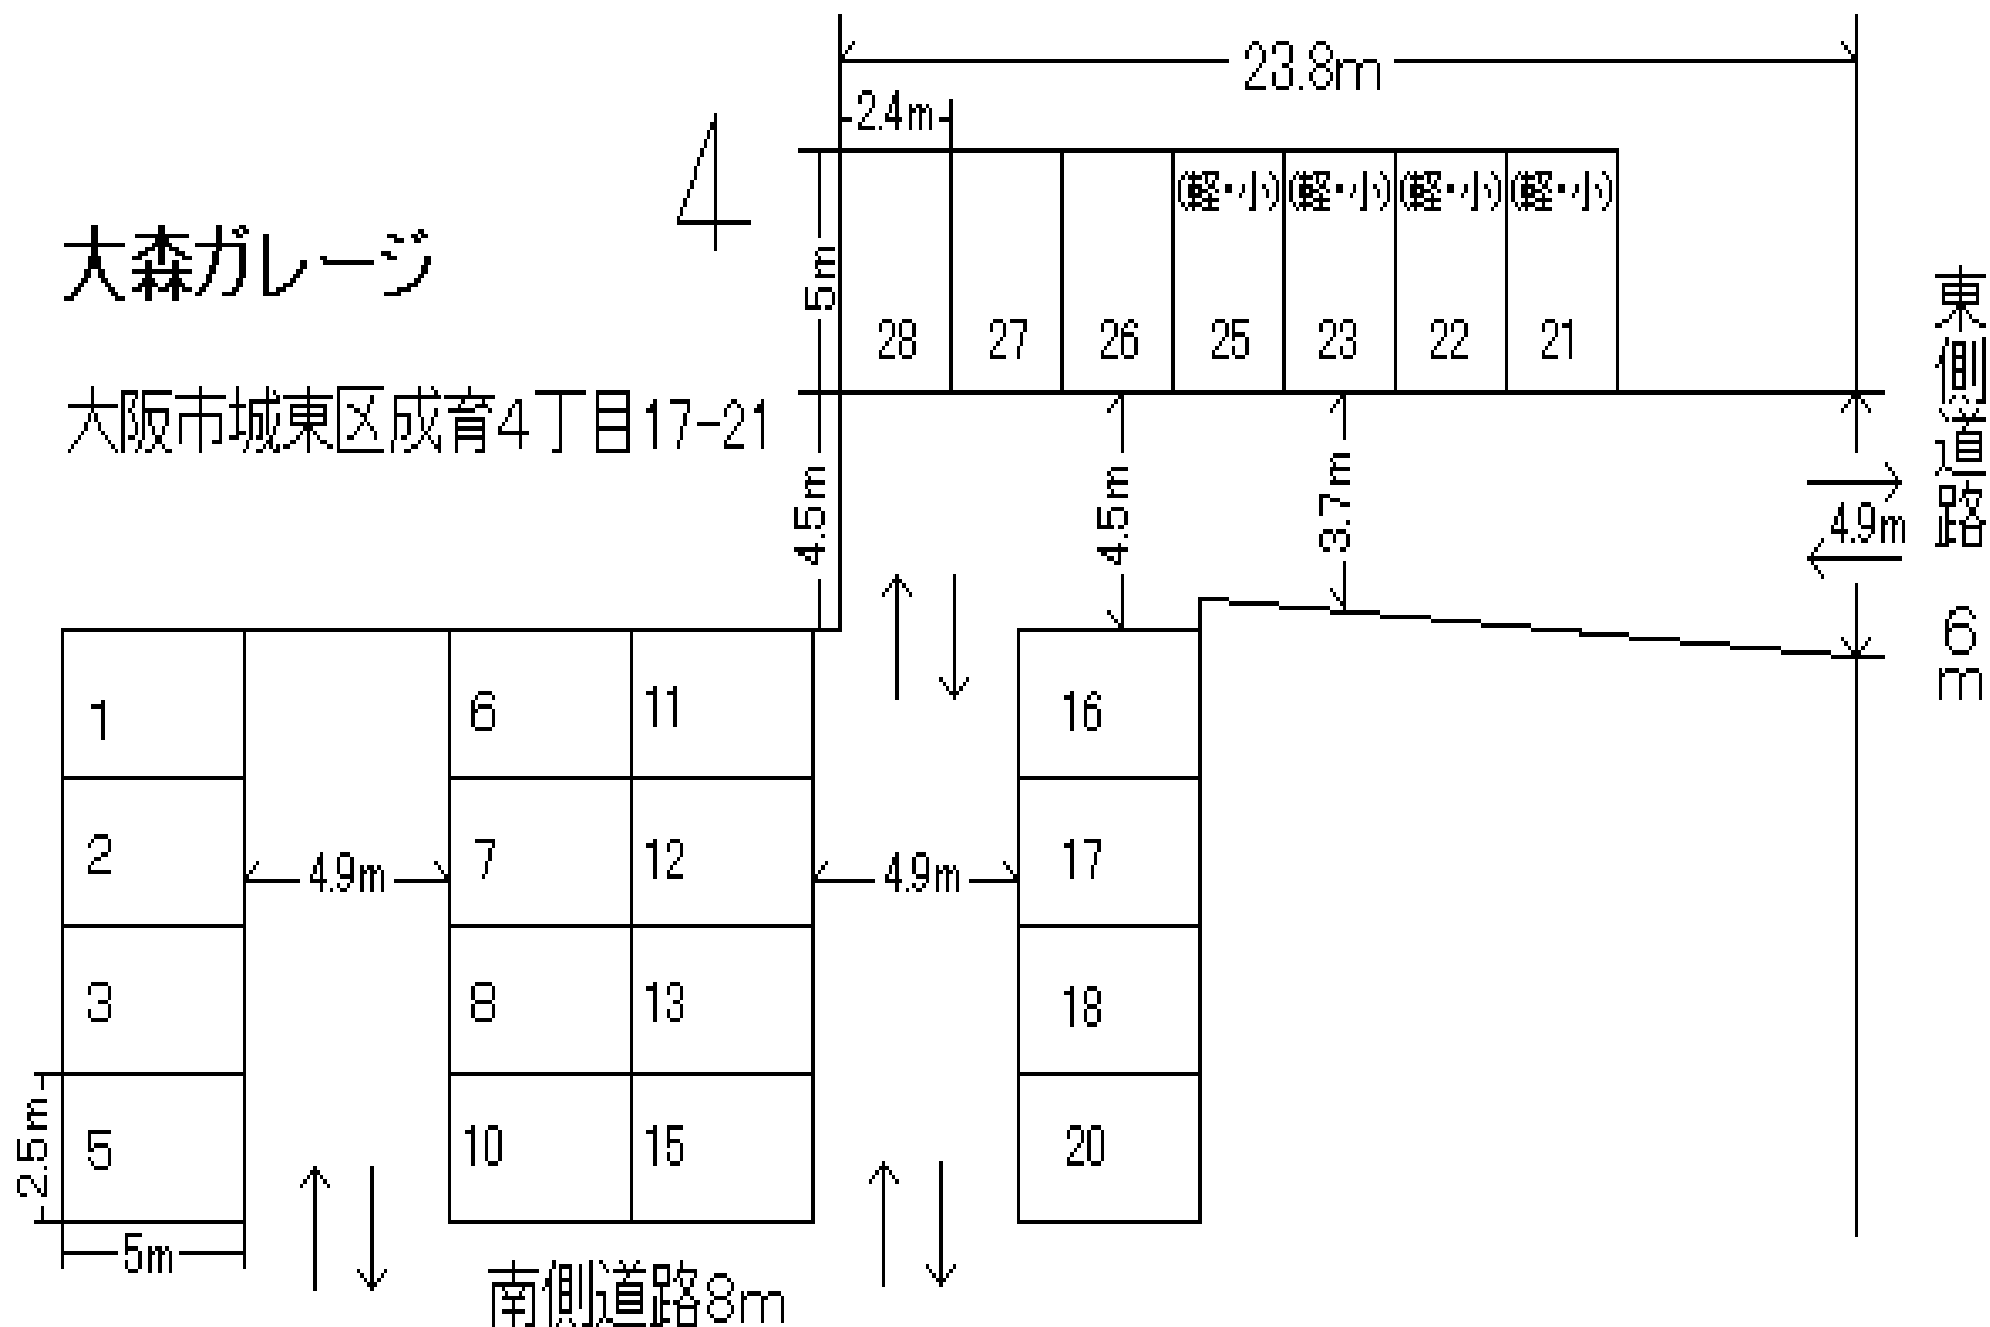 23.8m
2.4m
大森ガレージ
5m
(軽・小) (軽・小) (軽・小) (軽・小)
28 27 26 25 23 22 21
大阪市城東区成育4丁目17-21
4.5m
4.5m
3.7m
4.9m
東側道路 6m
1 6 11 16
2 7 12 17
4.9m 4.9m
3 8 13 18
5 10 15 20
2.5m
5m
南側道路8m